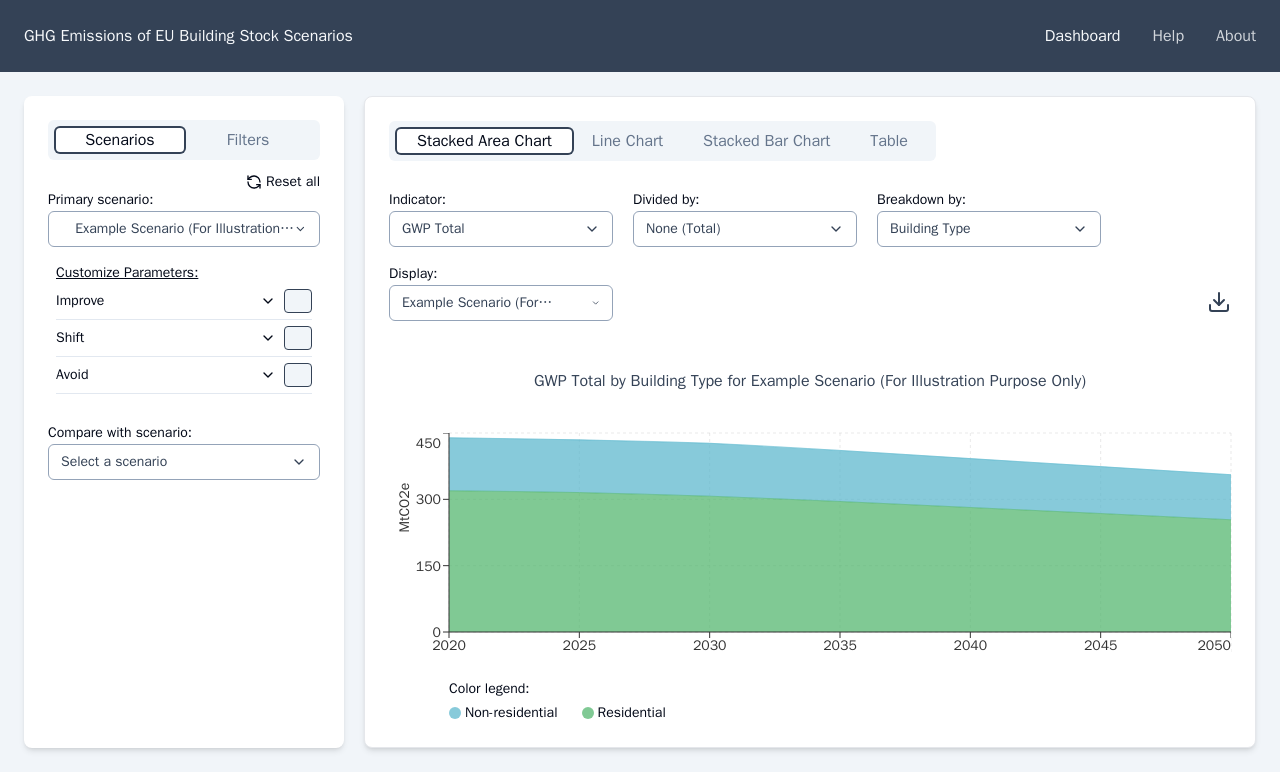 GHG Emissions of EU Building Stock Scenarios
Dashboard Help About
Scenarios Filters
Reset all
Primary scenario:
Example Scenario (For Illustration···
Customize Parameters:
Improve
Shift
Avoid
Compare with scenario:
Select a scenario
Stacked Area Chart Line Chart Stacked Bar Chart Table
Indicator: Divided by: Breakdown by:
GWP Total None (Total) Building Type
Display:
Example Scenario (For···
GWP Total by Building Type for Example Scenario (For Illustration Purpose Only)
MtCO2e
450
300
150
0
2020 2025 2030 2035 2040 2045 2050
Color legend:
Non-residential Residential